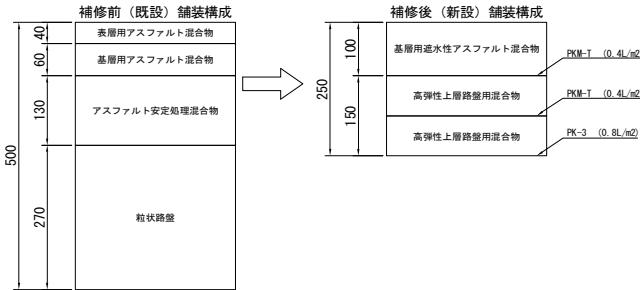 補修前（既設）舗装構成
40
表層用アスファルト混合物
60
基層用アスファルト混合物
130
アスファルト安定処理混合物
500
270
粒状路盤
補修後（新設）舗装構成
100
基層用遮水性アスファルト混合物
PKM-T （0.4L/m2
250
高弾性上層路盤用混合物
PKM-T （0.4L/m2
150
高弾性上層路盤用混合物
PK-3 （0.8L/m2）